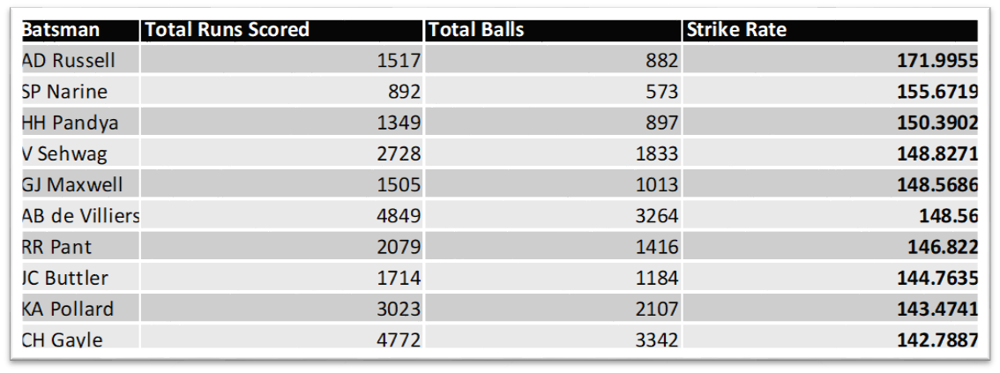 Batsman Total Runs Scored Total Balls Strike Rate
AD Russell 1517 882 171.9955
SP Narine 892 573 155.6719
HH Pandya 1349 897 150.3902
V Sehwag 2728 1833 148.8271
GJ Maxwell 1505 1013 148.5686
AB de Villiers 4849 3264 148.56
RR Pant 2079 1416 146.822
JC Buttler 1714 1184 144.7635
KA Pollard 3023 2107 143.4741
CH Gayle 4772 3342 142.7887